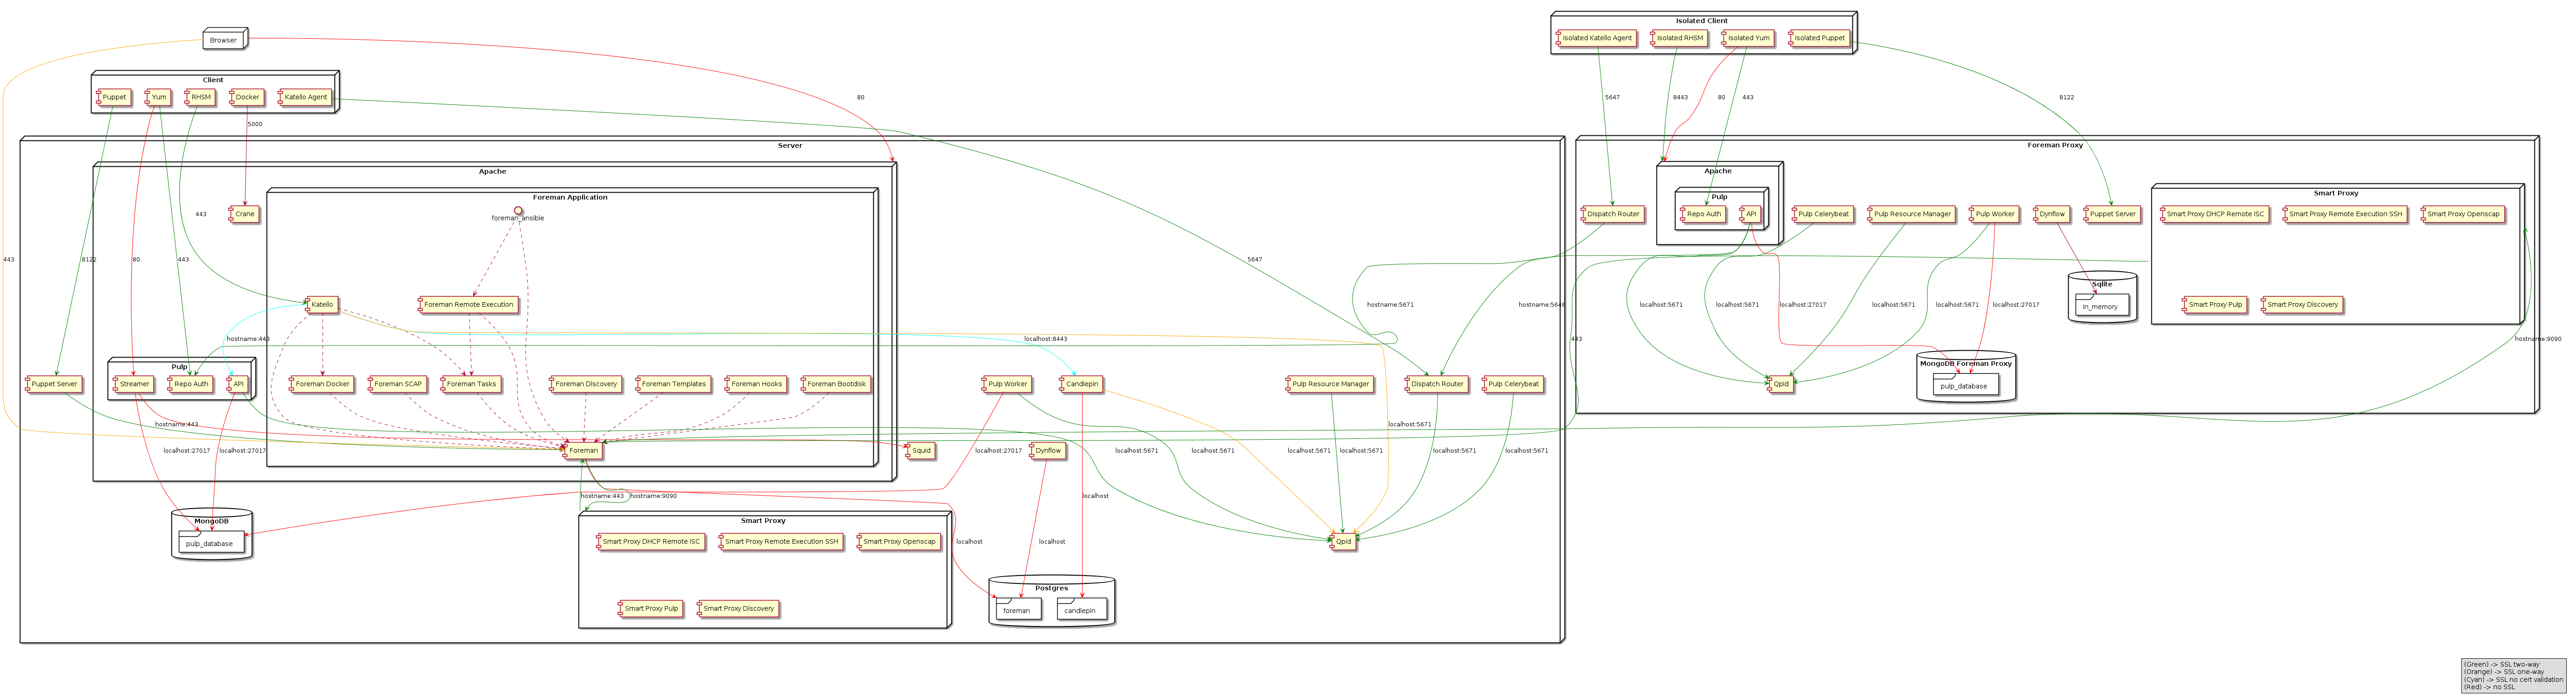 Isolated Client
Isolated Katello Agent
Isolated RHSM
Isolated Yum
Isolated Puppet
Browser
Client
Puppet
Yum
RHSM
Docker
Katello Agent
80
5647
8443
80
443
8122
5000
Server
Foreman Proxy
Apache
Apache
Foreman Application
Pulp
Smart Proxy
Crane
foreman_ansible
Dispatch Router
Repo Auth
API
Pulp Celerybeat
Pulp Resource Manager
Pulp Worker
Dynflow
Puppet Server
Smart Proxy DHCP Remote ISC
Smart Proxy Remote Execution SSH
Smart Proxy Openscap
443
443
8122
80
443
5647
Sqlite
in_memory
Katello
Foreman Remote Execution
hostname:5671
hostname:5646
localhost:5671
localhost:5671
localhost:27017
localhost:5671
localhost:5671
localhost:27017
Smart Proxy Pulp
Smart Proxy Discovery
hostname:443
localhost:8443
443
hostname:9090
Pulp
MongoDB Foreman Proxy
pulp_database
Puppet Server
Streamer
Repo Auth
API
Foreman Docker
Foreman SCAP
Foreman Tasks
Foreman Discovery
Foreman Templates
Foreman Hooks
Foreman Bootdisk
Pulp Worker
Candlepin
Pulp Resource Manager
Dispatch Router
Pulp Celerybeat
Qpid
hostname:443
localhost:5671
localhost:27017
localhost:27017
Foreman
Squid
localhost:27017
Dynflow
localhost:5671
localhost:5671
localhost:5671
localhost:5671
localhost:5671
localhost:5671
hostname:443
hostname:9090
localhost
MongoDB
pulp_database
Smart Proxy
Smart Proxy DHCP Remote ISC
Smart Proxy Remote Execution SSH
Smart Proxy Openscap
localhost
localhost
Qpid
Postgres
foreman
candlepin
Smart Proxy Pulp
Smart Proxy Discovery
(Green) -> SSL two-way
(Orange) -> SSL one-way
(Cyan) -> SSL no cert validation
(Red) -> no SSL